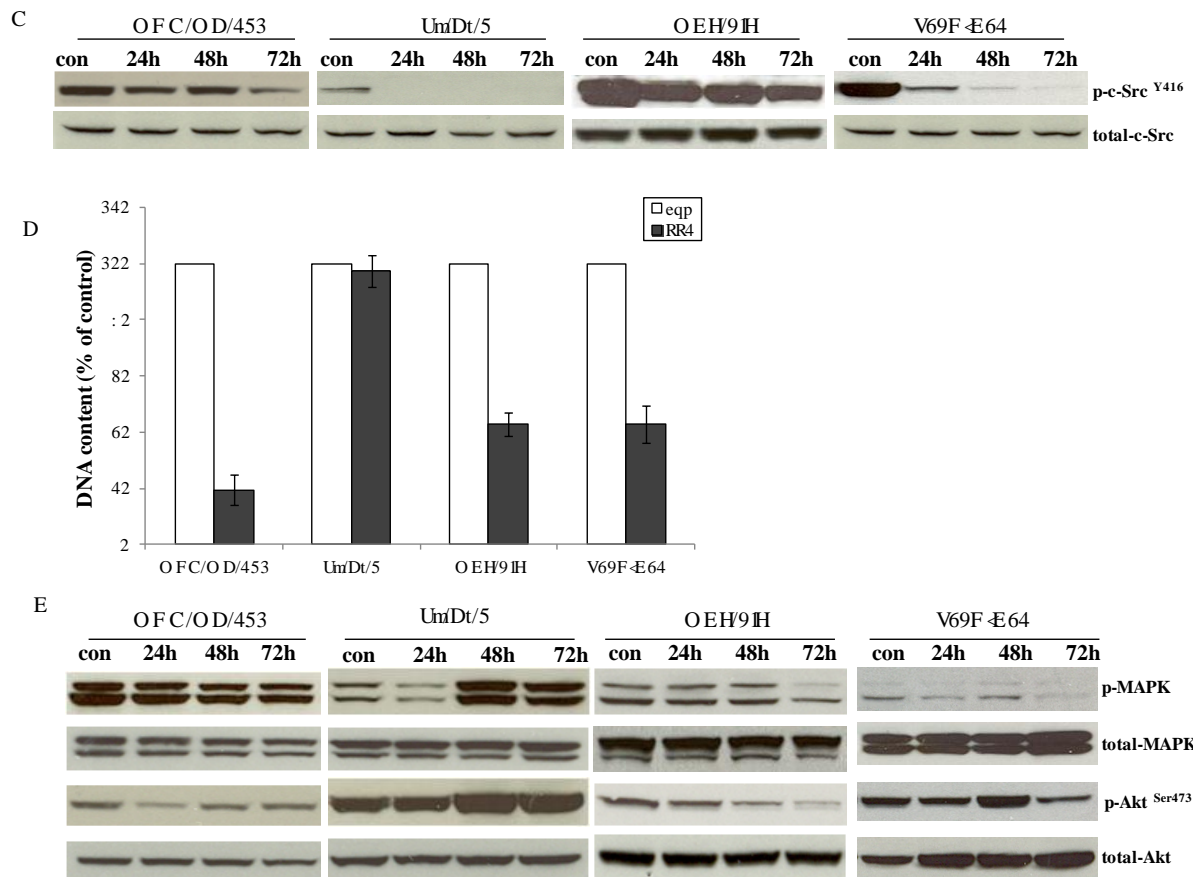 C
OFC/OD/453 Um/Dt/5 OEH/91H V69F<E64
con 24h 48h 72h con 24h 48h 72h con 24h 48h 72h con 24h 48h 72h
p-c-Src Y416
total-c-Src
D
DNA content (% of control)
342
322
: 2
82
62
42
2
eqp
RR4
OFC/OD/453 Um/Dt/5 OEH/91H V69F<E64
E
OFC/OD/453 Um/Dt/5 OEH/91H V69F<E64
con 24h 48h 72h con 24h 48h 72h con 24h 48h 72h con 24h 48h 72h
p-MAPK
total-MAPK
p-Akt Ser473
total-Akt